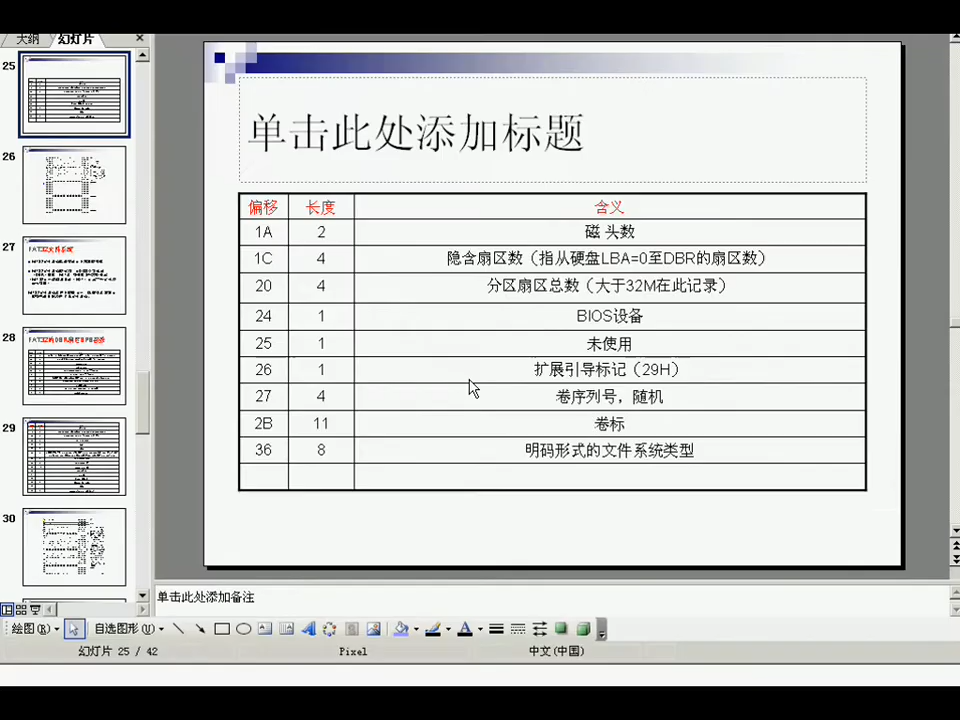 大纲 幻灯片 ×
25
26
27
28
29
30
单击此处添加标题
偏移 长度 含义
1A 2 磁 头数
1C 4 隐含扇区数（指从硬盘LBA=0至DBR的扇区数）
20 4 分区扇区总数（大于32M在此记录）
24 1 BIOS设备
25 1 未使用
26 1 扩展引导标记（29H）
27 4 卷序列号，随机
2B 11 卷标
36 8 明码形式的文件系统类型
单击此处添加备注
绘图(R) 自选图形(U)
幻灯片 25 / 42 Pixel 中文(中国)